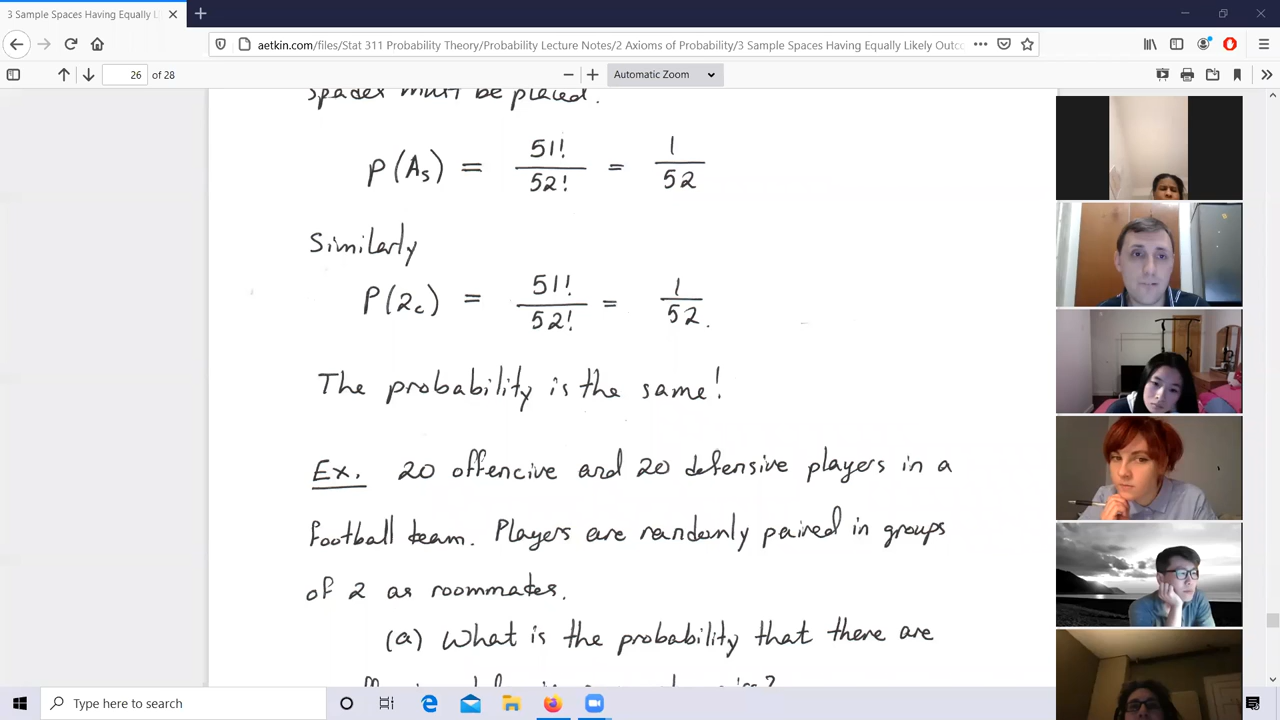 3 Sample Spaces Having Equally L
aetkin.com/files/Stat 311 Probability Theory/Probability Lecture Notes/2 Axioms of Probability/3 Sample Spaces Having Equally Likely Outc
26 of 28
Automatic Zoom
spades must be placed.
P(As) = 51!/52! = 1/52
Similarly
P(2c) = 51!/52! = 1/52.
The probability is the same!
Ex. 20 offencive and 20 defensive players in a
football team. Players are randomly paired in groups
of 2 as roommates.
(a) What is the probability that there are
Type here to search